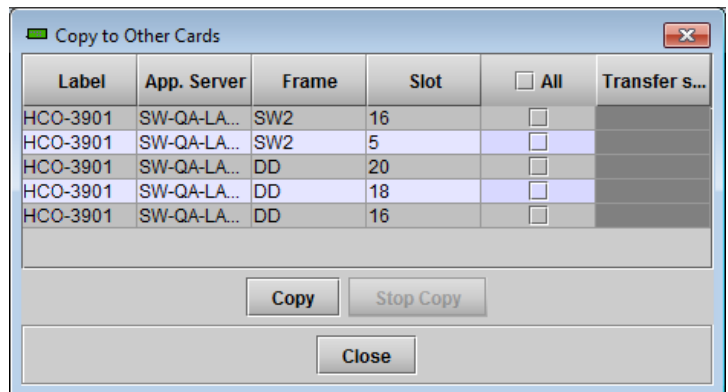 Copy to Other Cards
Label App. Server Frame Slot All Transfer s...
HCO-3901 SW-QA-LA... SW2 16
HCO-3901 SW-QA-LA... SW2 5
HCO-3901 SW-QA-LA... DD 20
HCO-3901 SW-QA-LA... DD 18
HCO-3901 SW-QA-LA... DD 16
Copy Stop Copy
Close